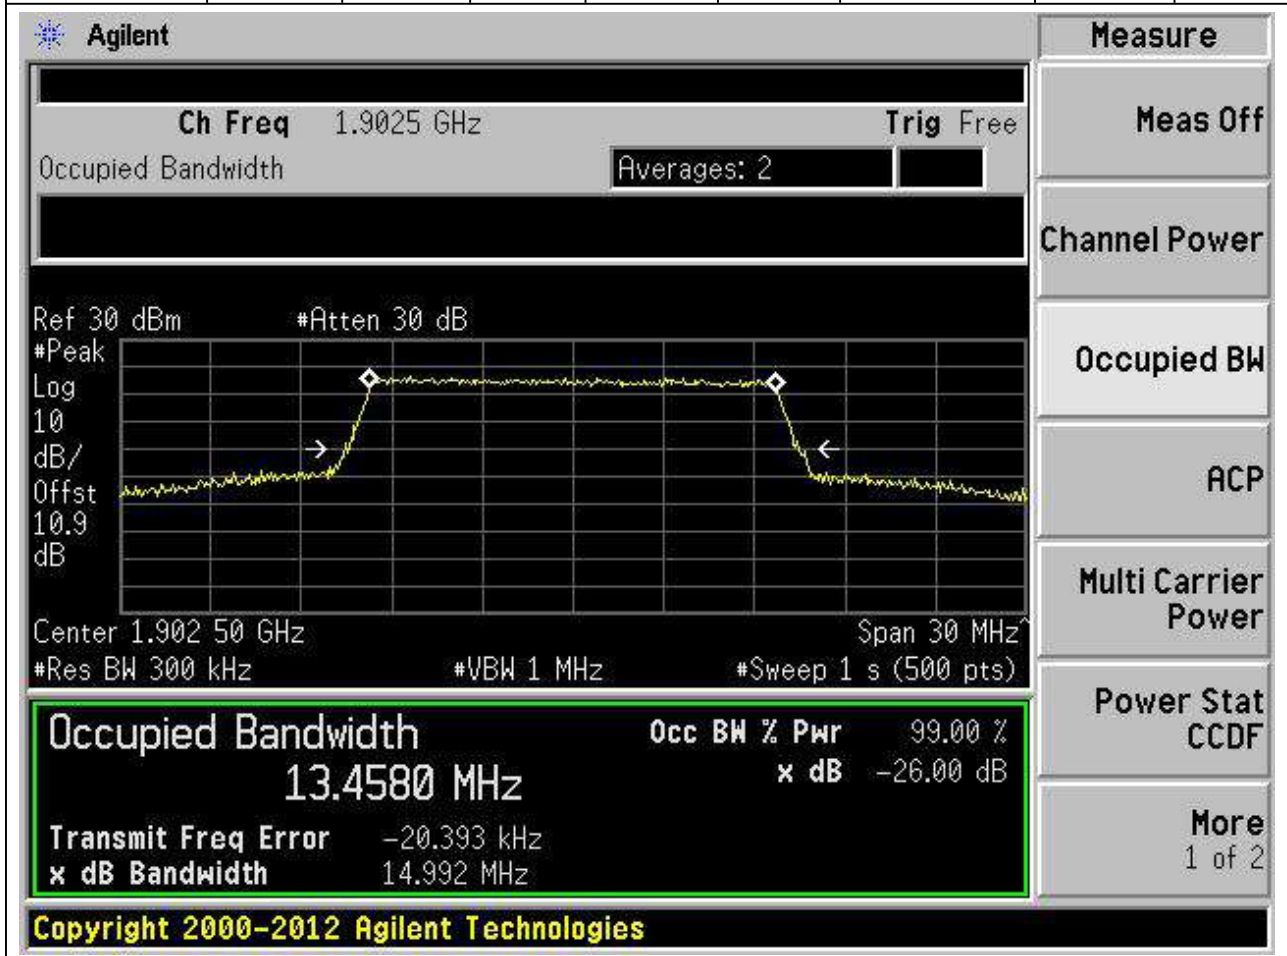 Agilent
Measure
Ch Freq 1.9025 GHz Trig Free
Meas Off
Occupied Bandwidth Averages: 2
Channel Power
Ref 30 dBm #Atten 30 dB
#Peak
Log
10
dB/
Offst
10.9
dB
Occupied BW
ACP
Multi Carrier
Power
Center 1.902 50 GHz Span 30 MHz^
#Res BW 300 kHz #VBW 1 MHz #Sweep 1 s (500 pts)
Power Stat
CCDF
Occupied Bandwidth Occ BW % Pwr 99.00 %
13.4580 MHz x dB -26.00 dB
Transmit Freq Error -20.393 kHz
x dB Bandwidth 14.992 MHz
More
1 of 2
Copyright 2000-2012 Agilent Technologies